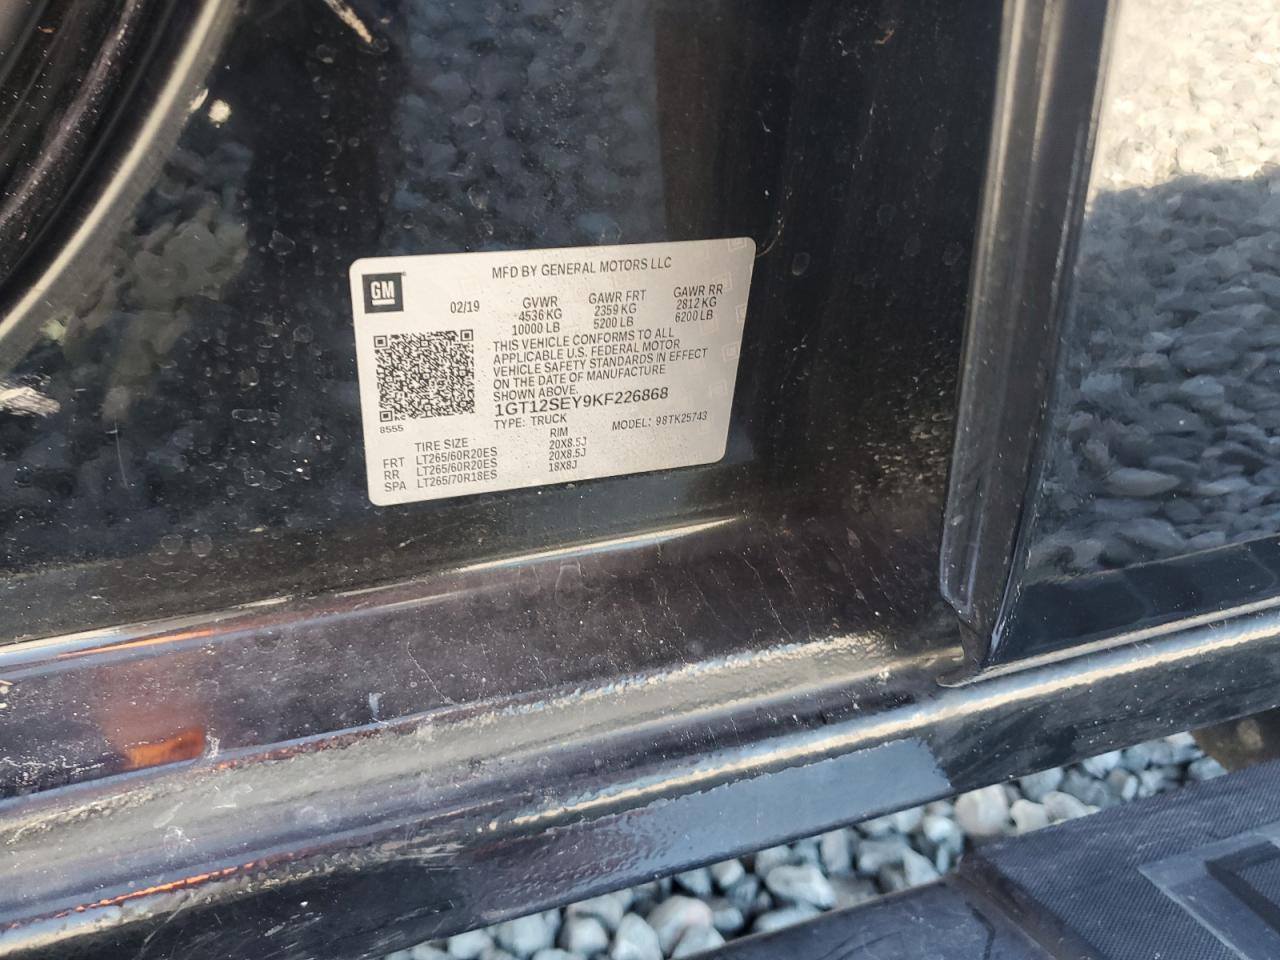 MFD BY GENERAL MOTORS LLC
GM
02/19 GVWR GAWR FRT GAWR RR
4536 KG 2359 KG 2812 KG
10000 LB 5200 LB 6200 LB
THIS VEHICLE CONFORMS TO ALL
APPLICABLE U.S. FEDERAL MOTOR
VEHICLE SAFETY STANDARDS IN EFFECT
ON THE DATE OF MANUFACTURE
SHOWN ABOVE.
1GT12SEY9KF226868
8555
TYPE: TRUCK MODEL: 98TK25743
TIRE SIZE RIM
FRT LT265/60R20ES 20X8.5J
RR LT265/60R20ES 20X8.5J
SPA LT265/70R18ES 18X8J